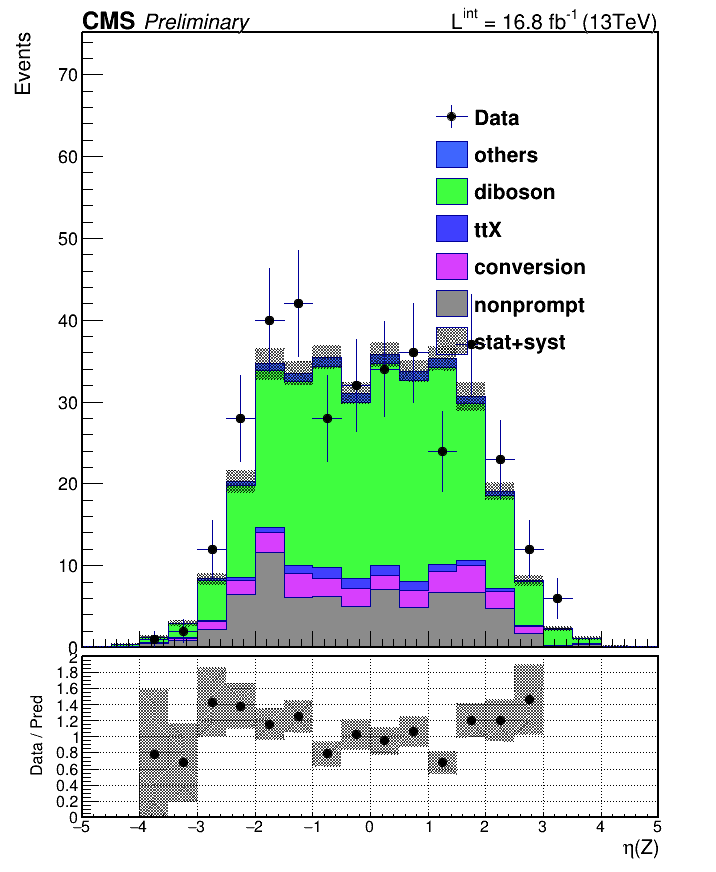 CMS Preliminary
L^int = 16.8 fb^-1 (13TeV)
Events
70
60
50
40
30
20
10
0
Data
others
diboson
ttX
conversion
nonprompt
stat+syst
Data / Pred
2
1.8
1.6
1.4
1.2
1
0.8
0.6
0.4
0.2
0
−5 −4 −3 −2 −1 0 1 2 3 4 5
η(Z)